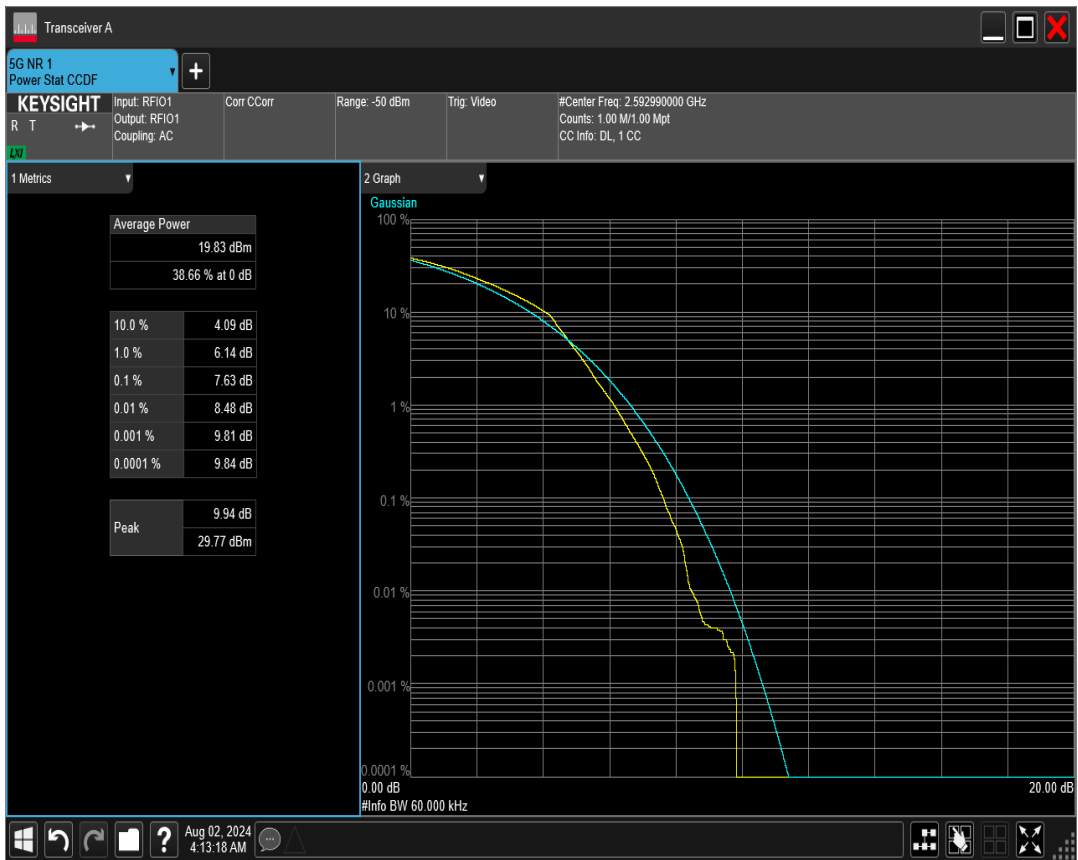 Transceiver A
5G NR 1
Power Stat CCDF
KEYSIGHT
R T
LXI
Input: RFIO1
Output: RFIO1
Coupling: AC
Corr CCorr
Range: -50 dBm
Trig: Video
#Center Freq: 2.592990000 GHz
Counts: 1.00 M/1.00 Mpt
CC Info: DL, 1 CC
1 Metrics
Average Power
19.83 dBm
38.66 % at 0 dB
10.0 % 4.09 dB
1.0 % 6.14 dB
0.1 % 7.63 dB
0.01 % 8.48 dB
0.001 % 9.81 dB
0.0001 % 9.84 dB
Peak
9.94 dB
29.77 dBm
2 Graph
Gaussian
100 %
10 %
1 %
0.1 %
0.01 %
0.001 %
0.0001 %
0.00 dB 20.00 dB
#Info BW 60.000 kHz
?
Aug 02, 2024
4:13:18 AM